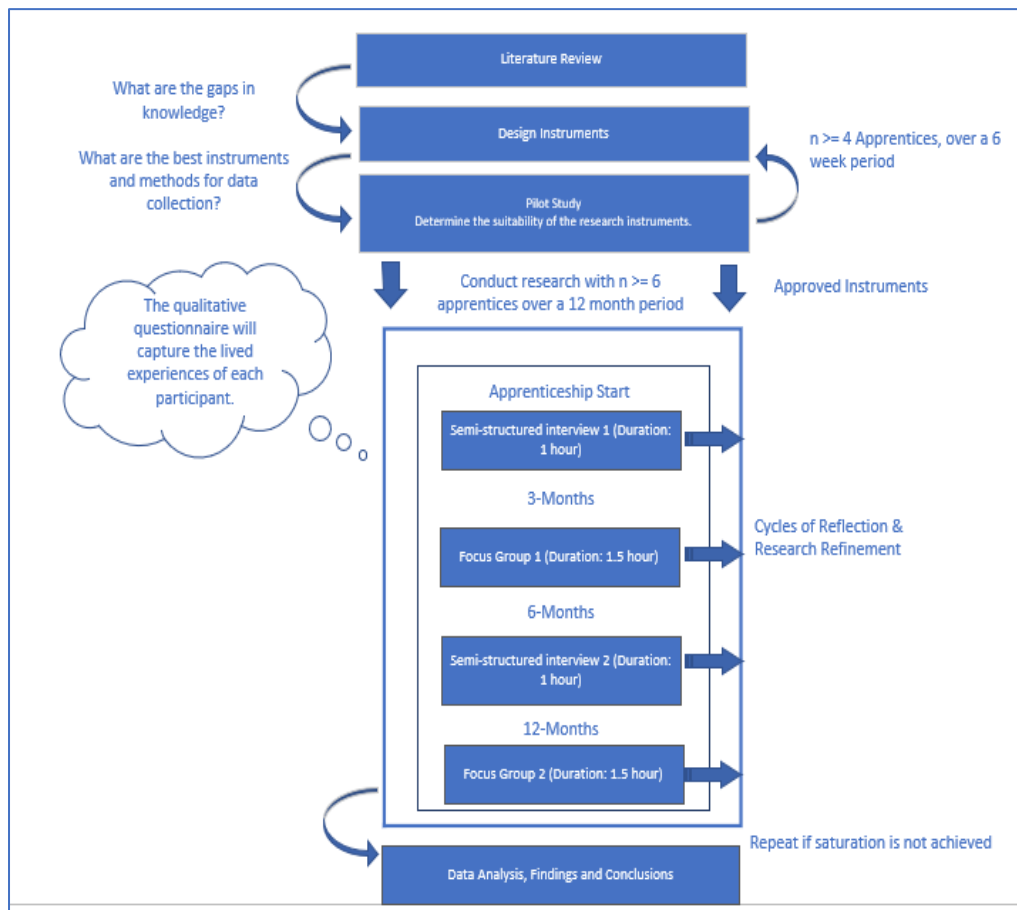 Literature Review
What are the gaps in
knowledge?
Design Instruments
n >= 4 Apprentices, over a 6
week period
What are the best instruments
and methods for data
collection?
Pilot Study
Determine the suitability of the research instruments.
Conduct research with n >= 6
apprentices over a 12 month period
Approved Instruments
The qualitative
questionnaire will
capture the lived
experiences of each
participant.
Apprenticeship Start
Semi-structured interview 1 (Duration:
1 hour)
3-Months
Focus Group 1 (Duration: 1.5 hour)
Cycles of Reflection &
Research Refinement
6-Months
Semi-structured interview 2 (Duration:
1 hour)
12-Months
Focus Group 2 (Duration: 1.5 hour)
Repeat if saturation is not achieved
Data Analysis, Findings and Conclusions